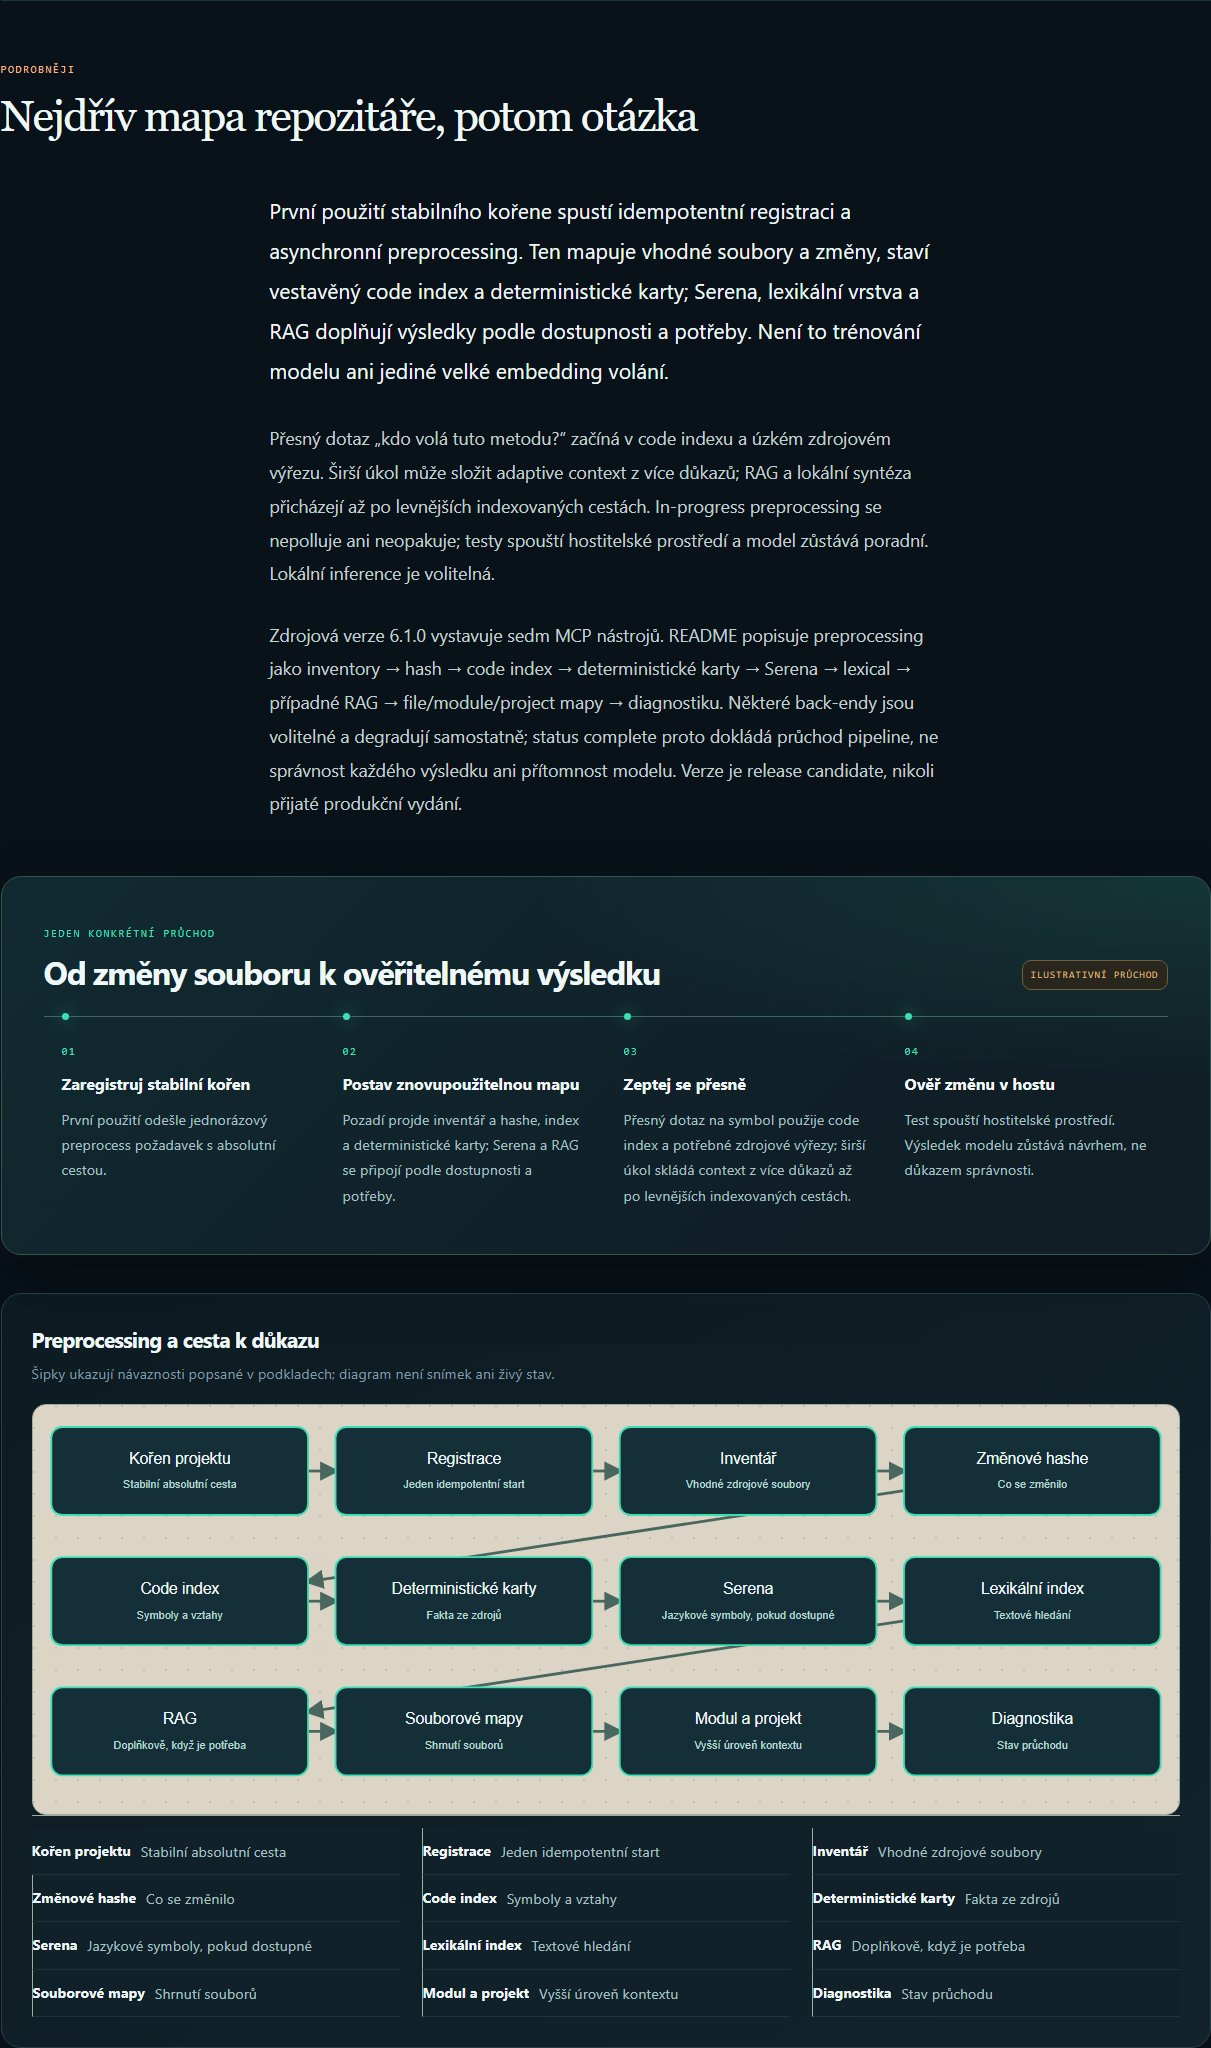 PODROBNĚJI
Nejdřív mapa repozitáře, potom otázka
První použití stabilního kořene spustí idempotentní registraci a
asynchronní preprocessing. Ten mapuje vhodné soubory a změny, staví
vestavěný code index a deterministické karty; Serena, lexikální vrstva a
RAG doplňují výsledky podle dostupnosti a potřeby. Není to trénování
modelu ani jediné velké embedding volání.
Přesný dotaz „kdo volá tuto metodu?“ začíná v code indexu a úzkém zdrojovém
výřezu. Širší úkol může složit adaptive context z více důkazů; RAG a lokální syntéza
přicházejí až po levnějších indexovaných cestách. In-progress preprocessing se
nepolluje ani neopakuje; testy spouští hostitelské prostředí a model zůstává poradní.
Lokální inference je volitelná.
Zdrojová verze 6.1.0 vystavuje sedm MCP nástrojů. README popisuje preprocessing
jako inventory → hash → code index → deterministické karty → Serena → lexical →
případné RAG → file/module/project mapy → diagnostiku. Některé back-endy jsou
volitelné a degradují samostatně; status complete proto dokládá průchod pipeline, ne
správnost každého výsledku ani přítomnost modelu. Verze je release candidate, nikoli
přijaté produkční vydání.
JEDEN KONKRÉTNÍ PRŮCHOD
Od změny souboru k ověřitelnému výsledku
ILUSTRATIVNÍ PRŮCHOD
01
Zaregistruj stabilní kořen
První použití odešle jednorázový
preprocess požadavek s absolutní
cestou.
02
Postav znovupoužitelnou mapu
Pozadí projde inventář a hashe, index
a deterministické karty; Serena a RAG
se připojí podle dostupnosti a
potřeby.
03
Zeptej se přesně
Přesný dotaz na symbol použije code
index a potřebné zdrojové výřezy; širší
úkol skládá context z více důkazů až
po levnějších indexovaných cestách.
04
Ověř změnu v hostu
Test spouští hostitelské prostředí.
Výsledek modelu zůstává návrhem, ne
důkazem správnosti.
Preprocessing a cesta k důkazu
Šipky ukazují návaznosti popsané v podkladech; diagram není snímek ani živý stav.
Kořen projektu
Stabilní absolutní cesta
Registrace
Jeden idempotentní start
Inventář
Vhodné zdrojové soubory
Změnové hashe
Co se změnilo
Code index
Symboly a vztahy
Deterministické karty
Fakta ze zdrojů
Serena
Jazykové symboly, pokud dostupné
Lexikální index
Textové hledání
RAG
Doplňkově, když je potřeba
Souborové mapy
Shrnutí souborů
Modul a projekt
Vyšší úroveň kontextu
Diagnostika
Stav průchodu
Kořen projektu Stabilní absolutní cesta
Registrace Jeden idempotentní start
Inventář Vhodné zdrojové soubory
Změnové hashe Co se změnilo
Code index Symboly a vztahy
Deterministické karty Fakta ze zdrojů
Serena Jazykové symboly, pokud dostupné
Lexikální index Textové hledání
RAG Doplňkově, když je potřeba
Souborové mapy Shrnutí souborů
Modul a projekt Vyšší úroveň kontextu
Diagnostika Stav průchodu